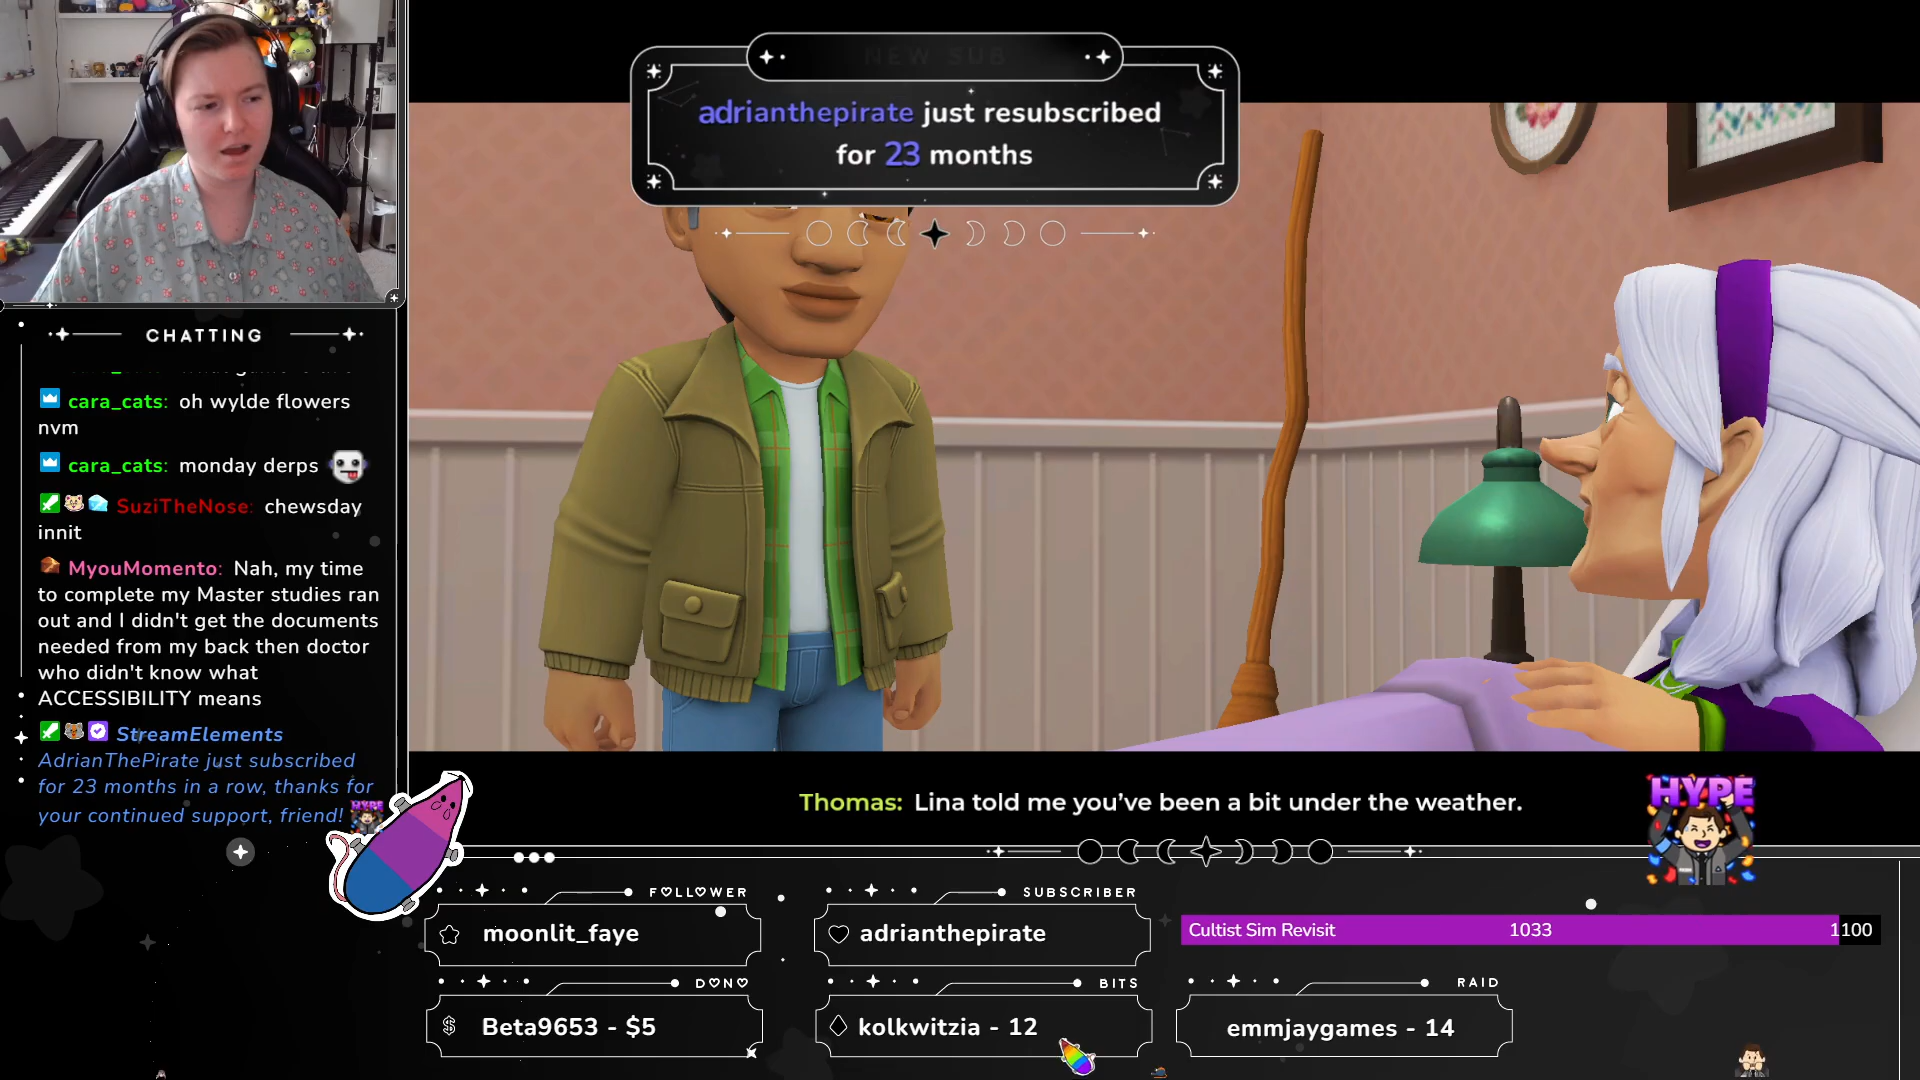 NEW SUB
adrianthepirate just resubscribed
for 23 months
CHATTING
cara_cats: oh wylde flowers
nvm
cara_cats: monday derps
SuziTheNose: chewsday
innit
MyouMomento: Nah, my time
to complete my Master studies ran
out and I didn't get the documents
needed from my back then doctor
who didn't know what
ACCESSIBILITY means
StreamElements
AdrianThePirate just subscribed
for 23 months in a row, thanks for
your continued support, friend!
HYPE
Thomas: Lina told me you've been a bit under the weather.
HYPE
FOLLOWER
moonlit_faye
SUBSCRIBER
adrianthepirate
Cultist Sim Revisit 1033 1100
DONO
Beta9653 - $5
BITS
kolkwitzia - 12
RAID
emmjaygames - 14